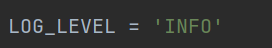 LOG_LEVEL = 'INFO'